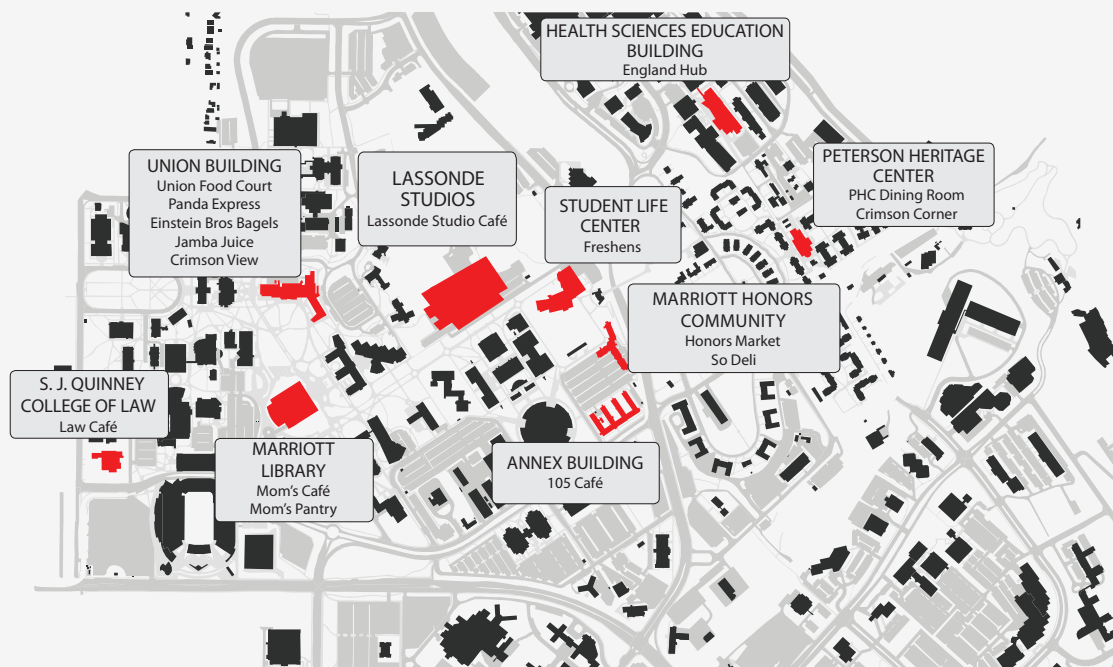 HEALTH SCIENCES EDUCATION
BUILDING
England Hub
UNION BUILDING
Union Food Court
Panda Express
Einstein Bros Bagels
Jamba Juice
Crimson View
LASSONDE
STUDIOS
Lassonde Studio Café
STUDENT LIFE
CENTER
Freshens
PETERSON HERITAGE
CENTER
PHC Dining Room
Crimson Corner
MARRIOTT HONORS
COMMUNITY
Honors Market
So Deli
S. J. QUINNEY
COLLEGE OF LAW
Law Café
MARRIOTT
LIBRARY
Mom's Café
Mom's Pantry
ANNEX BUILDING
105 Café